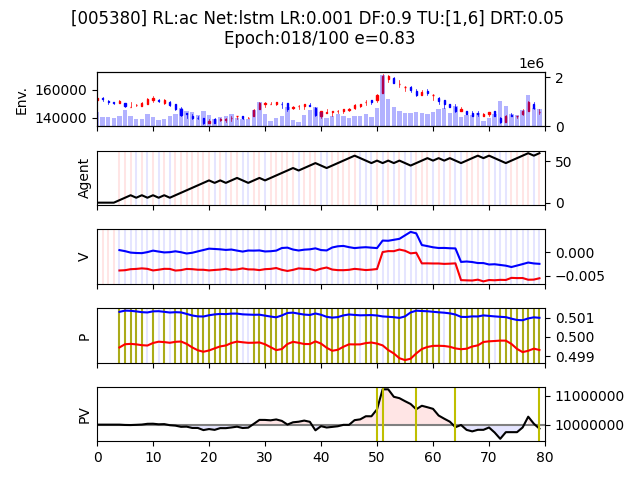 [005380] RL:ac Net:lstm LR:0.001 DF:0.9 TU:[1,6] DRT:0.05
Epoch:018/100 e=0.83
1e6
Env.
160000
140000
2
0
Agent
50
0
V
0.000
−0.005
P
0.501
0.500
0.499
PV
11000000
10000000
0 10 20 30 40 50 60 70 80